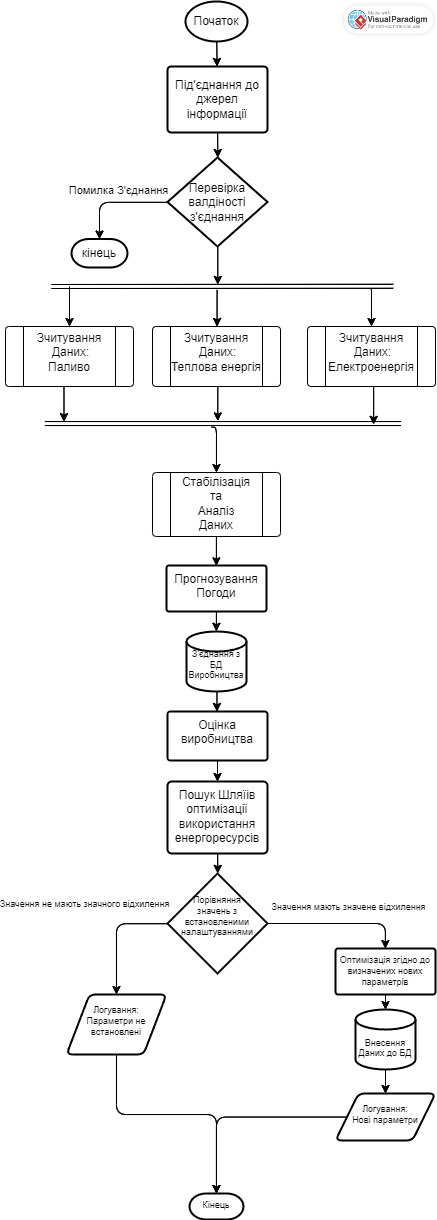 Початок
Made with
Visual Paradigm
For non-commercial use
Під'єднання до
джерел
інформації
Помилка З'єднання
Перевірка
валдіності
з'єднання
кінець
Зчитування
Даних:
Паливо
Зчитування
Даних:
Теплова енергія
Зчитування
Даних:
Електроенергія
Стабілізація
та
Аналіз
Даних
Прогнозування
Погоди
З'єднання з
БД
Виробництва
Оцінка
виробництва
Пошук Шляїів
оптимізації
використання
енергоресурсів
Значення не мають значного відхилення
Порівняння
значень з
встановленими
налаштуваннями
Значення мають значене відхилення
Оптимізація згідно до
визначених нових
параметрів
Логування:
Параметри не
встановлені
Внесення
Даних до БД
Логування:
Нові параметри
Кінець